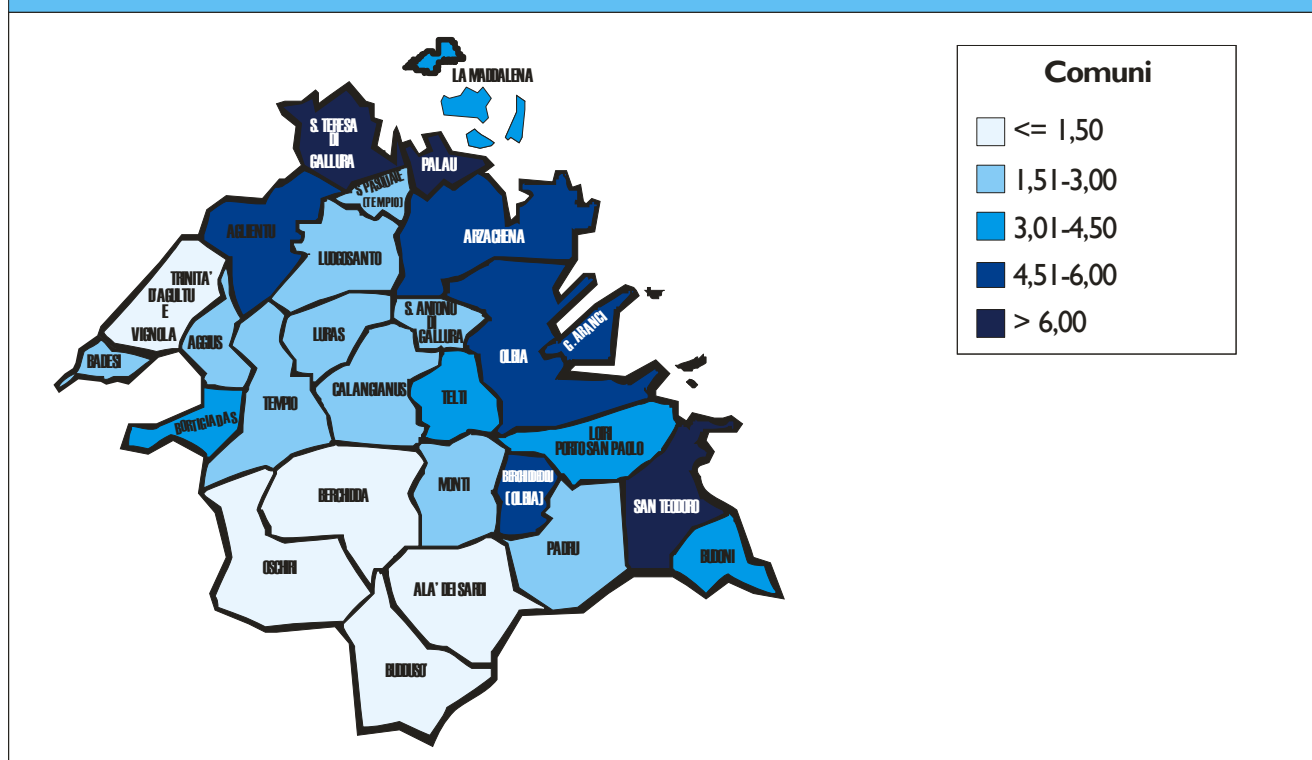 LA MADDALENA
S. TERESA
DI
GALLURA
PALAU
S PASQUALE
(TEMPIO)
AGLIENTU
ARZACHENA
LUOGOSANTO
TRINITA'
D'AGULTU
E
VIGNOLA
S. ANTONIO
DI
GALLURA
G. ARANCI
AGGIUS
LURAS
OLBIA
BADESI
CALANGIANUS
TELTI
TEMPIO
BORTIGIADAS
LOIRI
PORTO SAN PAOLO
BERCHIDDA
MONTI
(OLBIA)
SAN TEODORO
PADRU
BUDONI
OSCHIRI
ALA' DEI SARDI
BUDDUSO'
Comuni
<= 1,50
1,51-3,00
3,01-4,50
4,51-6,00
> 6,00